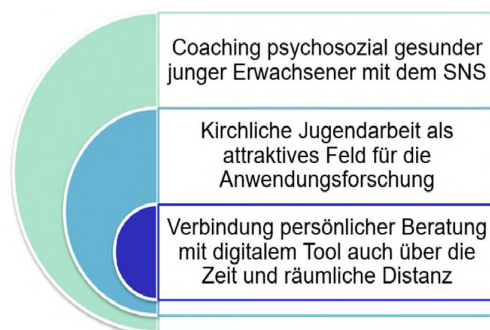 Coaching psychosozial gesunder
junger Erwachsener mit dem SNS
Kirchliche Jugendarbeit als
attraktives Feld für die
Anwendungsforschung
Verbindung persönlicher Beratung
mit digitalem Tool auch über die
Zeit und räumliche Distanz